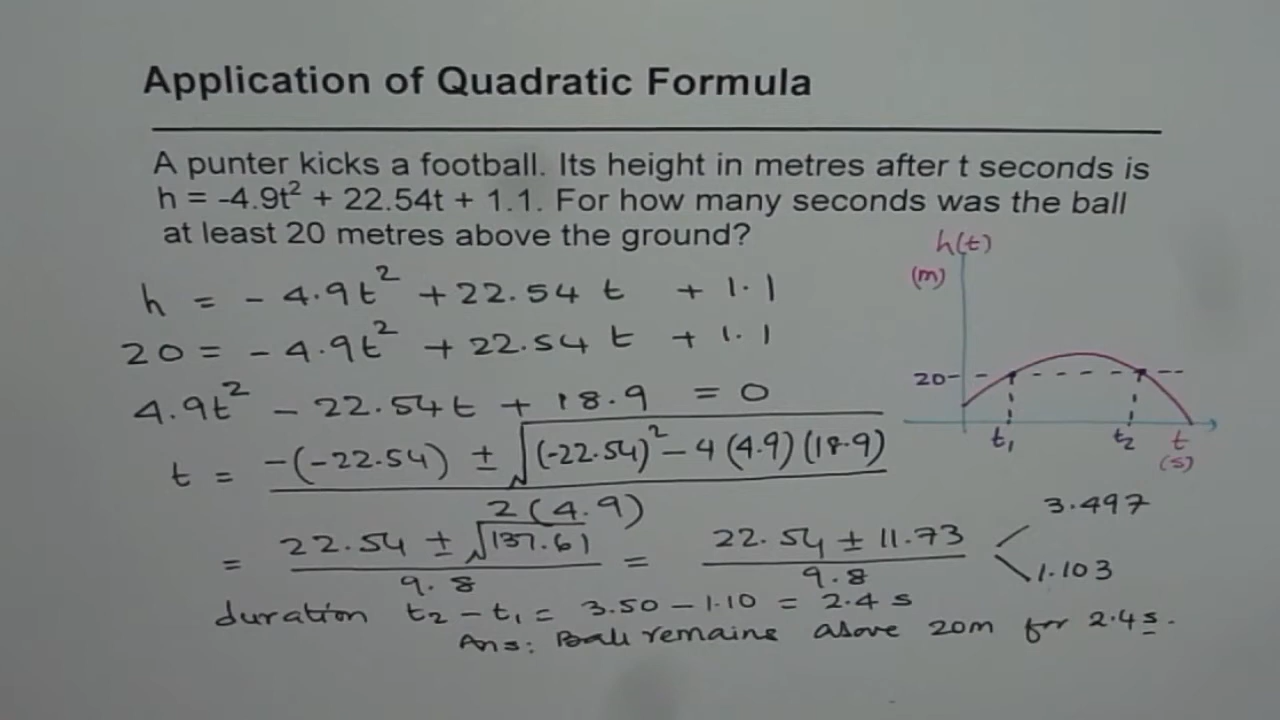 Application of Quadratic Formula
A punter kicks a football. Its height in metres after t seconds is
h = -4.9t² + 22.54t + 1.1. For how many seconds was the ball
at least 20 metres above the ground?
h(t)
(m)
20
t₁ t₂ t
(s)
h = - 4.9t² + 22.54 t + 1.1
20 = - 4.9t² + 22.54 t + 1.1
4.9t² - 22.54t + 18.9 = 0
t = -(-22.54) ± √(-22.54)² - 4 (4.9) (18.9)
2 (4.9)
= 22.54 ± √137.61 = 22.54 ± 11.73
9.8 9.8
3.497
1.103
duration t₂ - t₁ = 3.50 - 1.10 = 2.4 s
Ans: Ball remains above 20m for 2.4s.